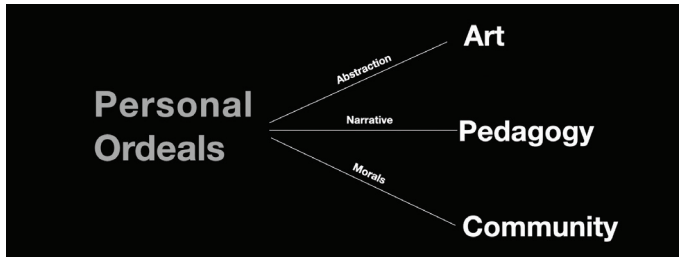 Personal
Ordeals
Abstraction
Art
Narrative
Pedagogy
Morals
Community